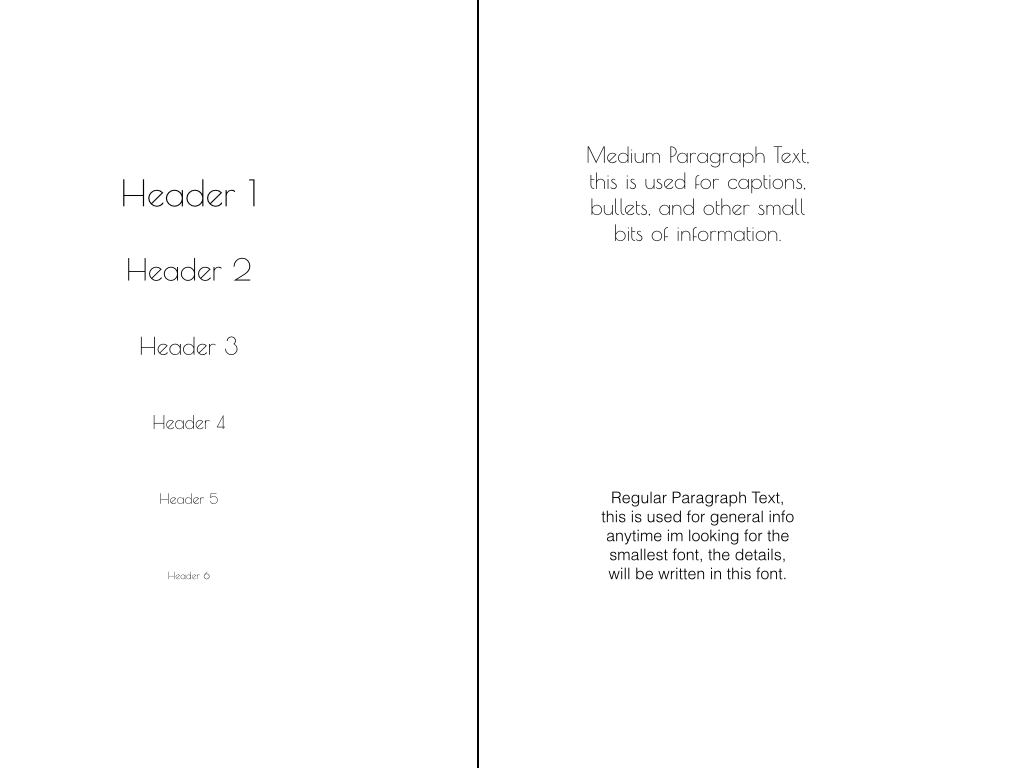 Header 1
Header 2
Header 3
Header 4
Header 5
Header 6
Medium Paragraph Text,
this is used for captions,
bullets, and other small
bits of information.
Regular Paragraph Text,
this is used for general info
anytime im looking for the
smallest font, the details,
will be written in this font.